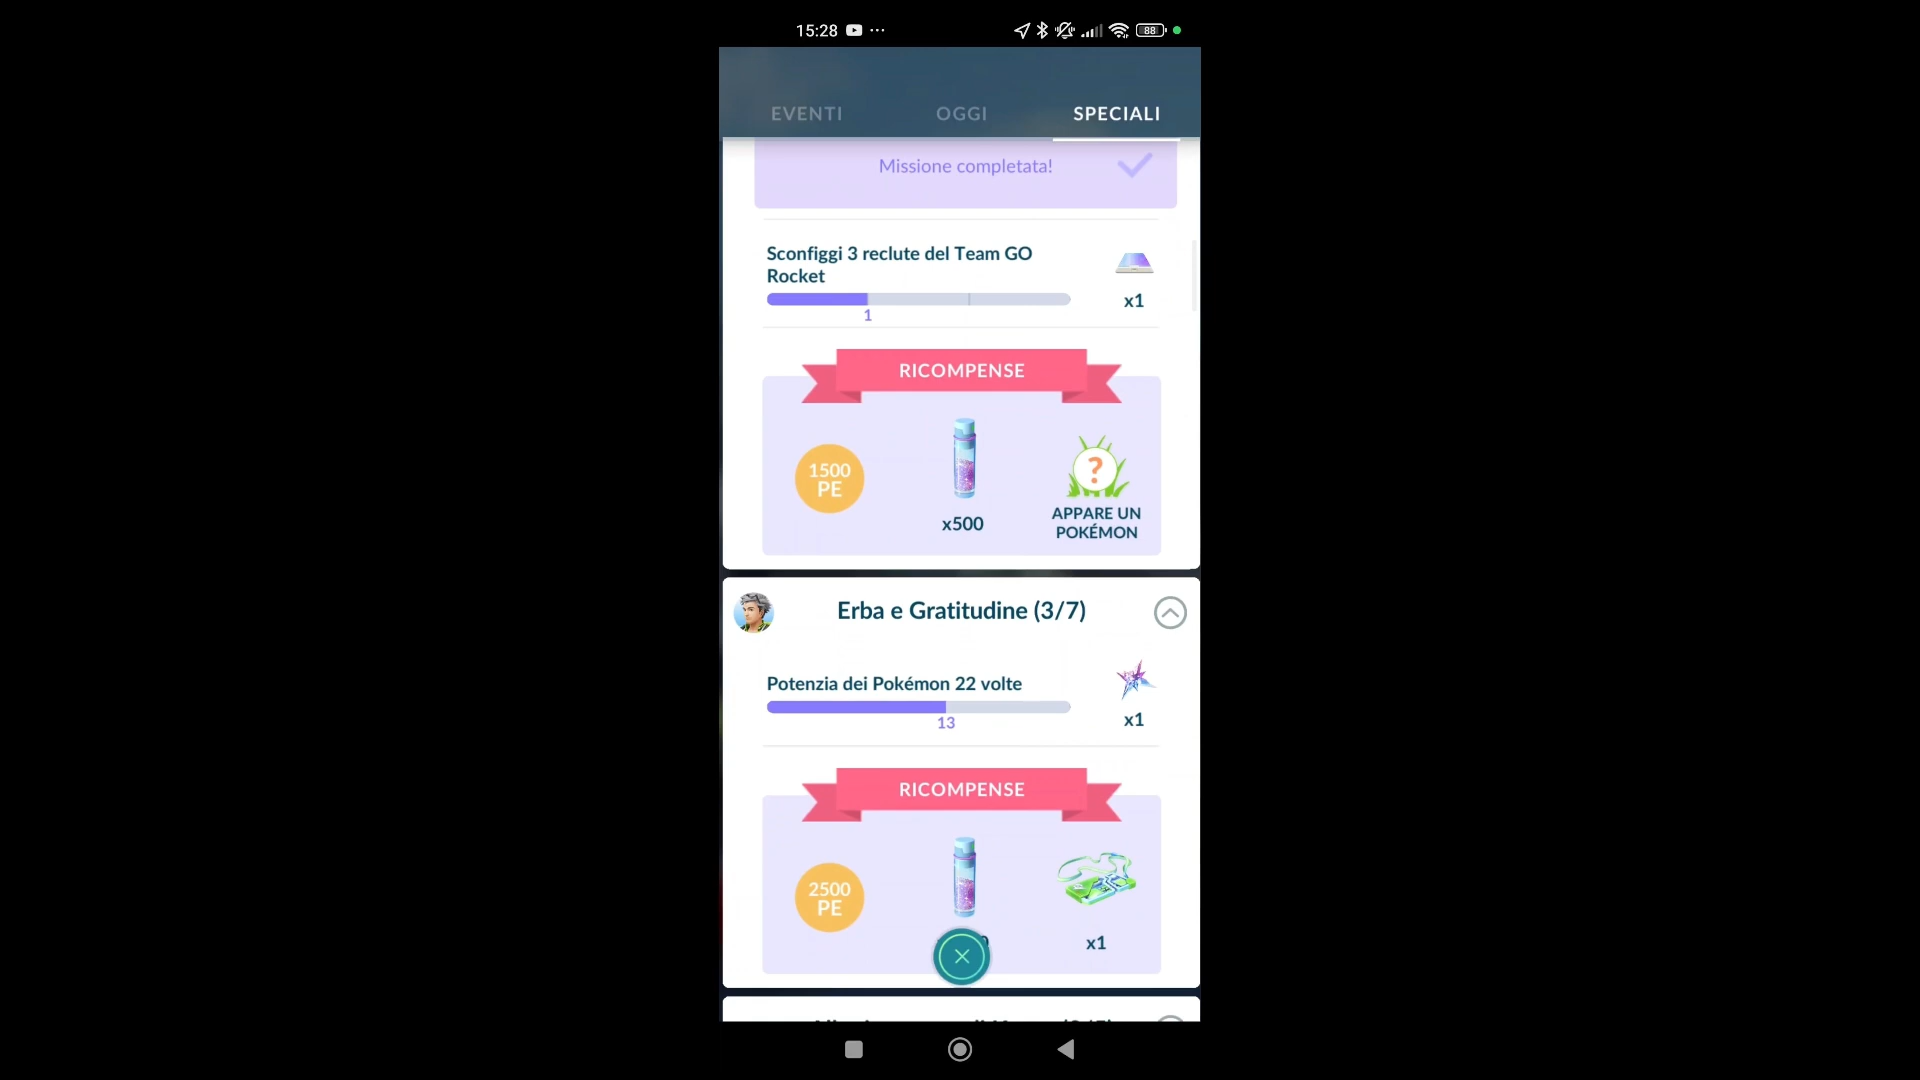 15:28
88
EVENTI OGGI SPECIALI
Missione completata!
Sconfiggi 3 reclute del Team GO
Rocket
x1
1
RICOMPENSE
1500
PE
x500
APPARE UN
POKÉMON
?
Erba e Gratitudine (3/7)
Potenzia dei Pokémon 22 volte
x1
13
RICOMPENSE
2500
PE
x1